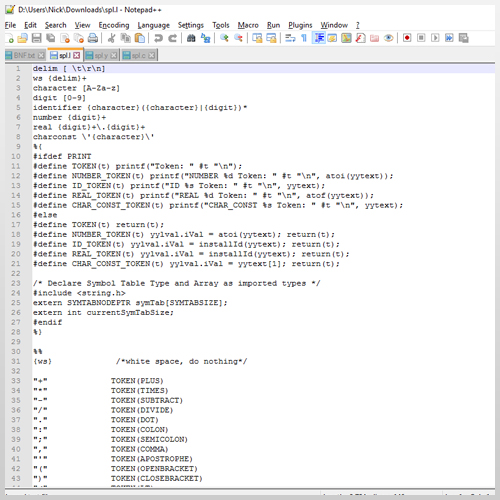 D:\Users\Nick\Downloads\spl.l - Notepad++
File Edit Search View Encoding Language Settings Tools Macro Run Plugins Window ?
BNF.txt spl.l spl.y spl.c
1 delim [ \t\r\n]
2 ws {delim}+
3 character [A-Za-z]
4 digit [0-9]
5 identifier {character}({character}|{digit})*
6 number {digit}+
7 real {digit}+\.{digit}+
8 charconst \'{character}\'
9 %{
10 #ifdef PRINT
11 #define TOKEN(t) printf("Token: " #t "\n");
12 #define NUMBER_TOKEN(t) printf("NUMBER %d Token: " #t "\n", atoi(yytext));
13 #define ID_TOKEN(t) printf("ID %s Token: " #t "\n", yytext);
14 #define REAL_TOKEN(t) printf("REAL %d Token: " #t "\n", atof(yytext));
15 #define CHAR_CONST_TOKEN(t) printf("CHAR_CONST %s Token: " #t "\n", yytext);
16 #else
17 #define TOKEN(t) return(t);
18 #define NUMBER_TOKEN(t) yylval.iVal = atoi(yytext); return(t);
19 #define ID_TOKEN(t) yylval.iVal = installId(yytext); return(t);
20 #define REAL_TOKEN(t) yylval.iVal = installId(yytext); return(t);
21 #define CHAR_CONST_TOKEN(t) yylval.iVal = yytext[1]; return(t);
22
23 /* Declare Symbol Table Type and Array as imported types */
24 #include <string.h>
25 extern SYMTABNODEPTR symTab[SYMTABSIZE];
26 extern int currentSymTabSize;
27 #endif
28 %}
29
30 %%
31 {ws} /*white space, do nothing*/
32
33 "+" TOKEN(PLUS)
34 "*" TOKEN(TIMES)
35 "-" TOKEN(SUBTRACT)
36 "/" TOKEN(DIVIDE)
37 "." TOKEN(DOT)
38 ":" TOKEN(COLON)
39 ";" TOKEN(SEMICOLON)
40 "," TOKEN(COMMA)
41 "'" TOKEN(APOSTROPHE)
42 "(" TOKEN(OPENBRACKET)
43 ")" TOKEN(CLOSEBRACKET)